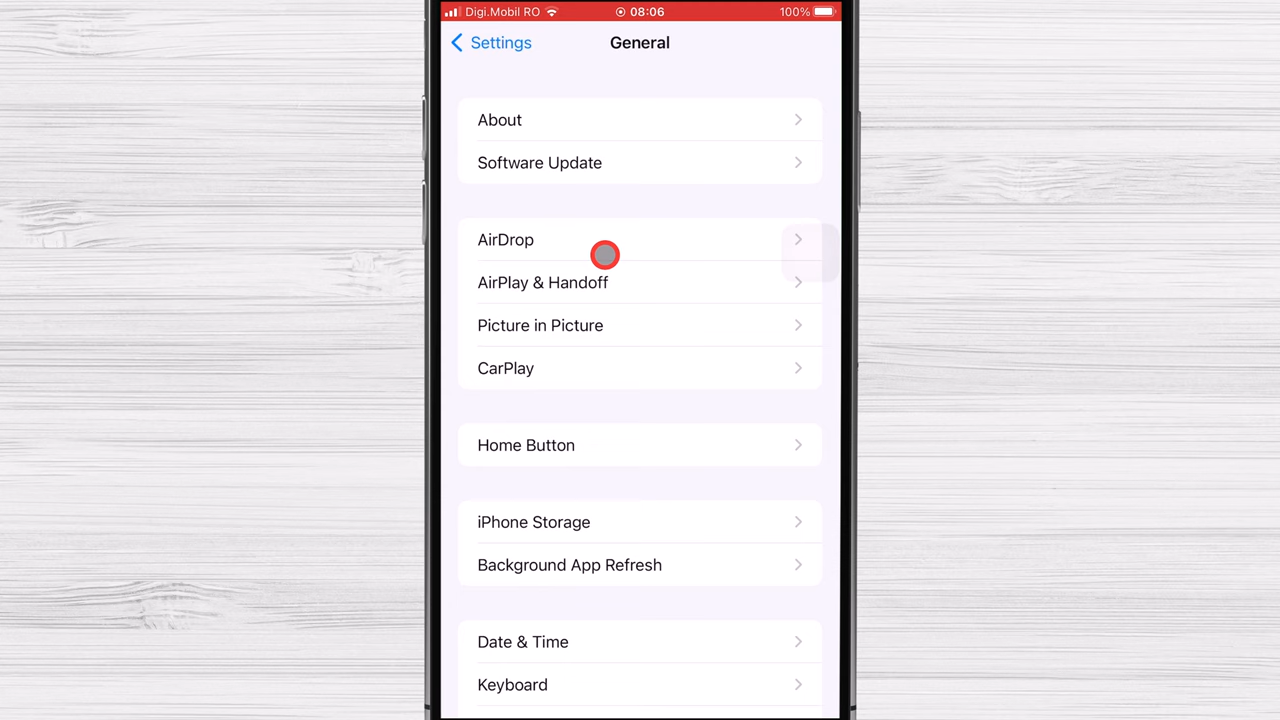 Digi.Mobil RO 08:06 100%
Settings General
About
Software Update
AirDrop
AirPlay & Handoff
Picture in Picture
CarPlay
Home Button
iPhone Storage
Background App Refresh
Date & Time
Keyboard